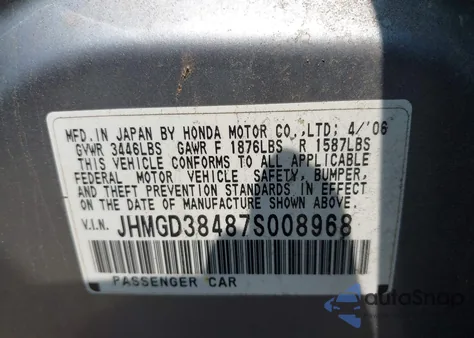 MFD. IN JAPAN BY HONDA MOTOR CO.,LTD; 4/'06
GVWR 3446LBS GAWR F 1876LBS R 1587LBS
THIS VEHICLE CONFORMS TO ALL APPLICABLE
FEDERAL MOTOR VEHICLE SAFETY, BUMPER,
AND THEFT PREVENTION STANDARDS IN EFFECT
ON THE DATE OF MANUFACTURE SHOWN ABOVE.
V.I.N. JHMGD38487S008968
PASSENGER CAR
autoSnap